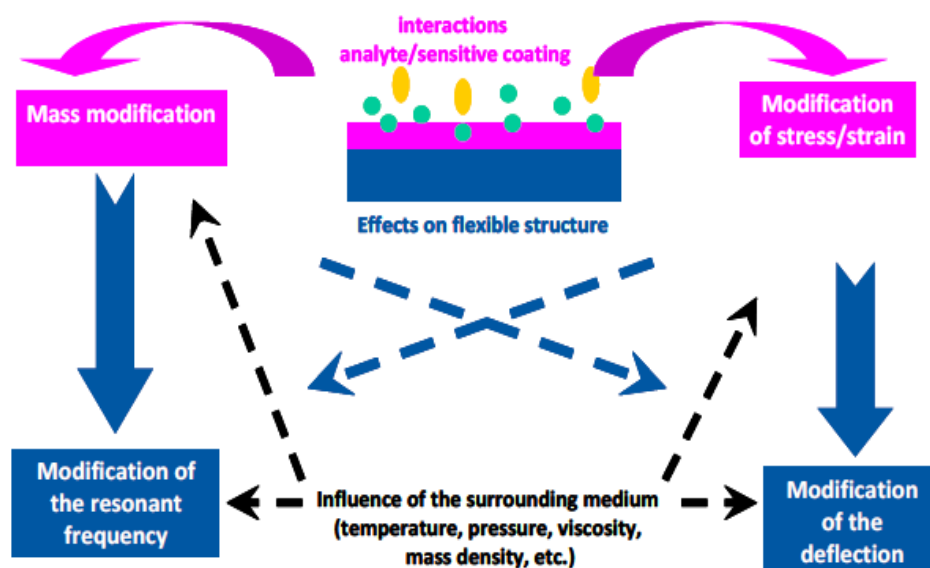 interactions
analyte/sensitive coating
Mass modification
Modification
of stress/strain
Effects on flexible structure
Modification of
the resonant
frequency
Influence of the surrounding medium
(temperature, pressure, viscosity,
mass density, etc.)
Modification
of the
deflection